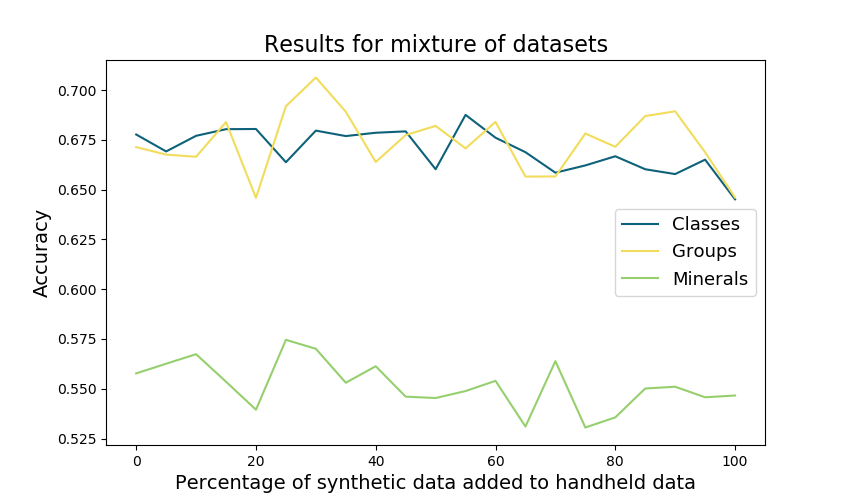 Results for mixture of datasets
0.700
0.675
0.650
0.625
0.600
0.575
0.550
0.525
Accuracy
Classes
Groups
Minerals
0 20 40 60 80 100
Percentage of synthetic data added to handheld data